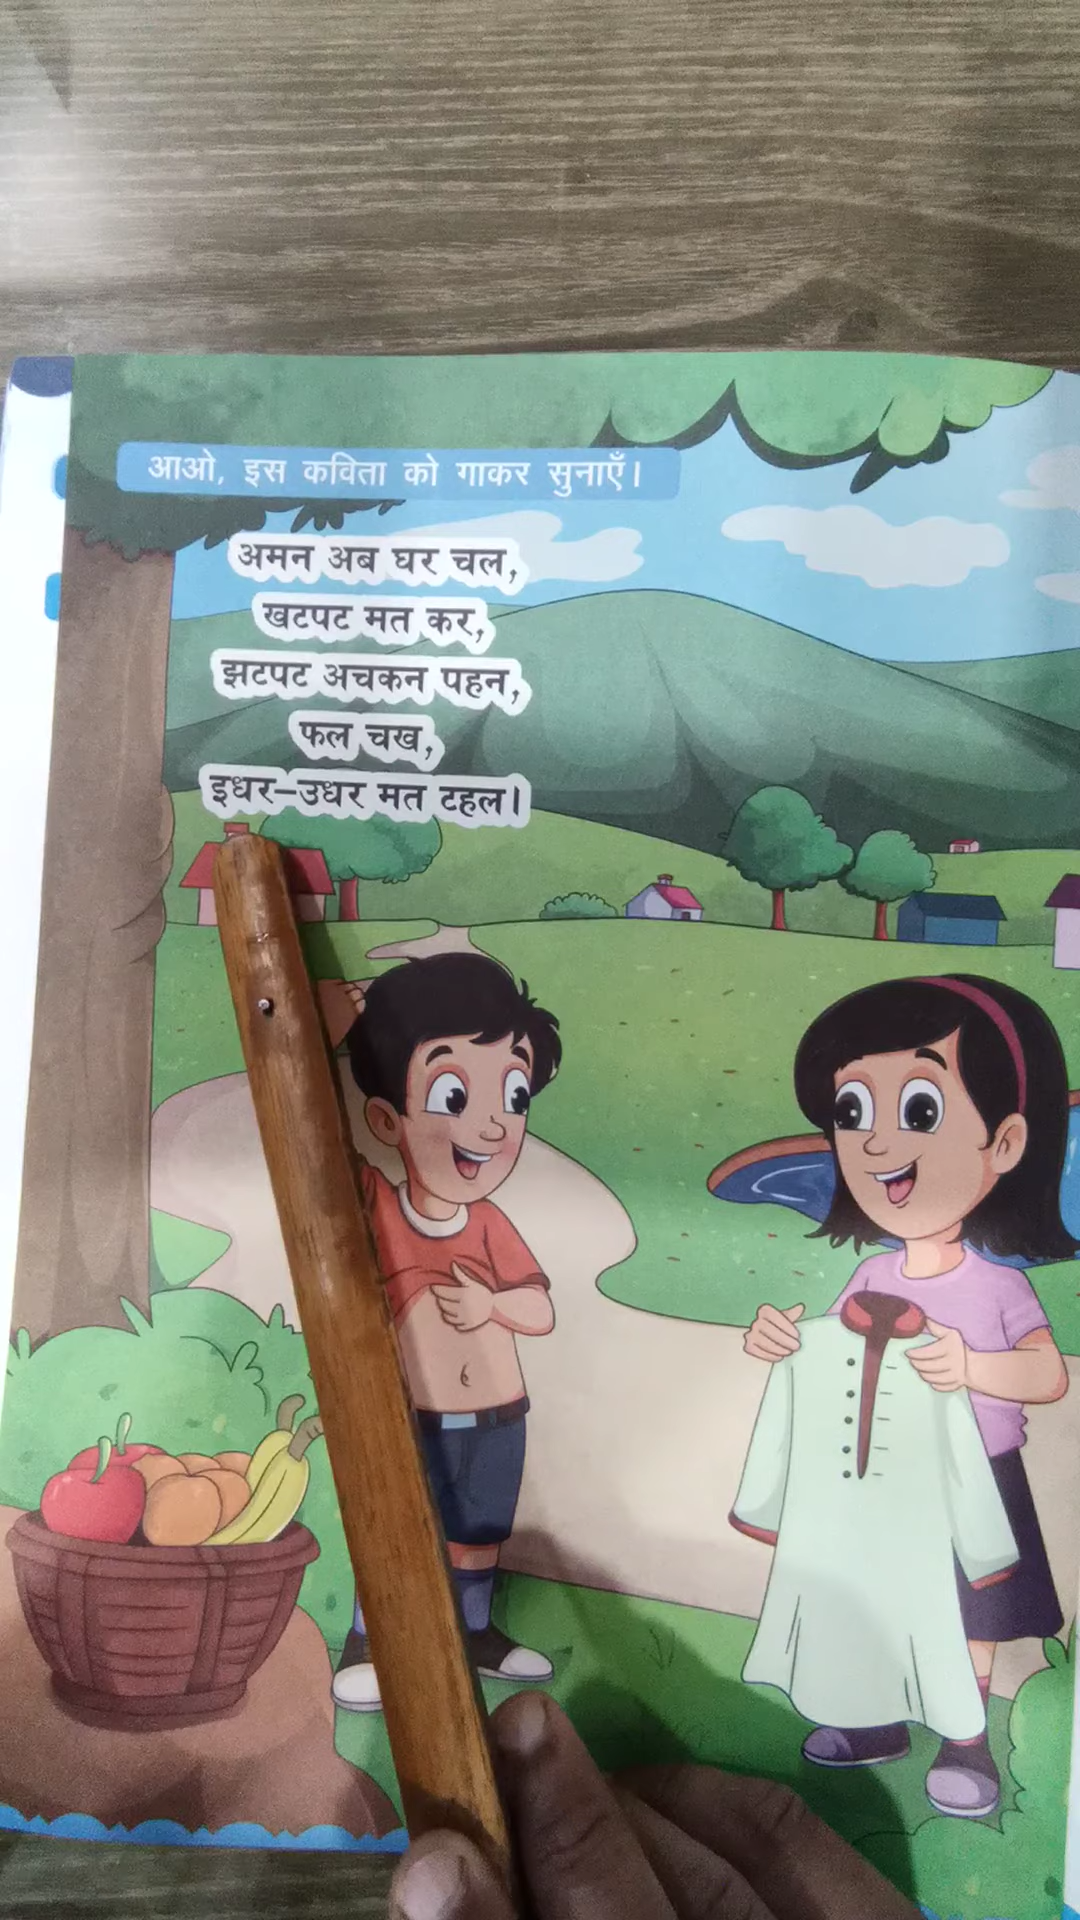 आओ, इस कविता को गाकर सुनाएँ।
अमन अब घर चल,
खटपट मत कर,
झटपट अचकन पहन,
फल चख,
इधर–उधर मत टहल।